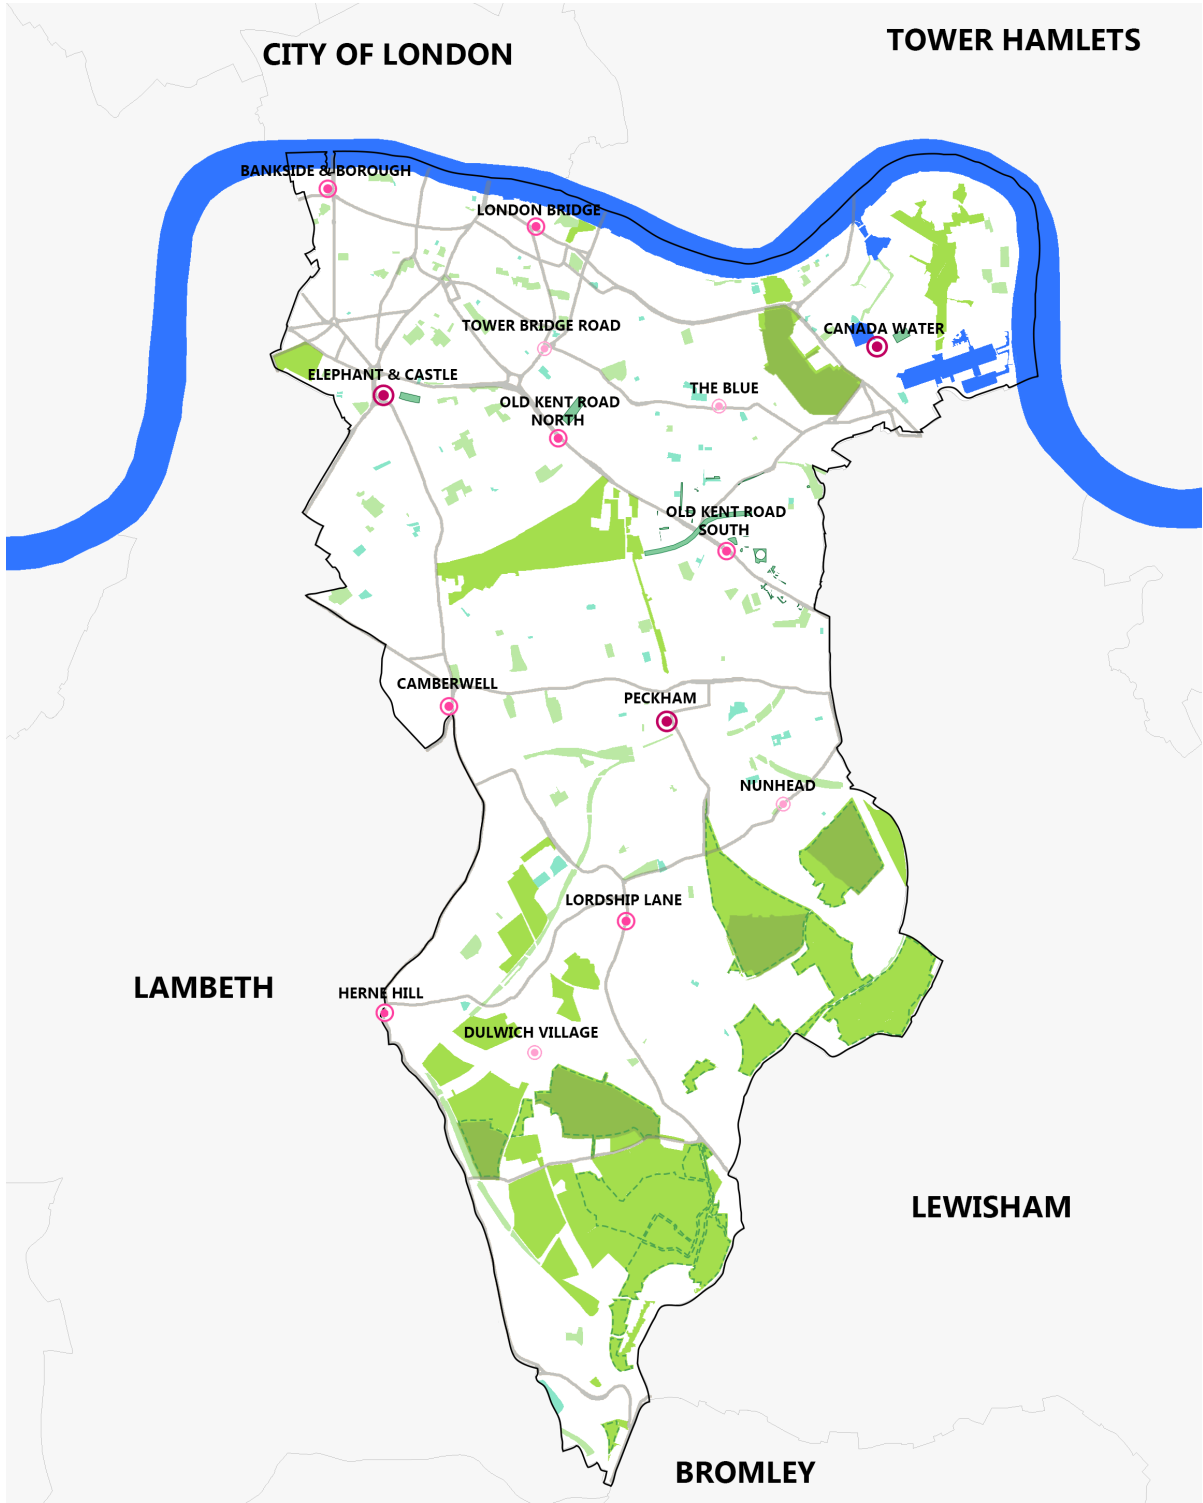 CITY OF LONDON
TOWER HAMLETS
BANKSIDE & BOROUGH
LONDON BRIDGE
TOWER BRIDGE ROAD
CANADA WATER
ELEPHANT & CASTLE
THE BLUE
OLD KENT ROAD
NORTH
OLD KENT ROAD
SOUTH
CAMBERWELL
PECKHAM
NUNHEAD
LORDSHIP LANE
LAMBETH
HERNE HILL
DULWICH VILLAGE
LEWISHAM
BROMLEY